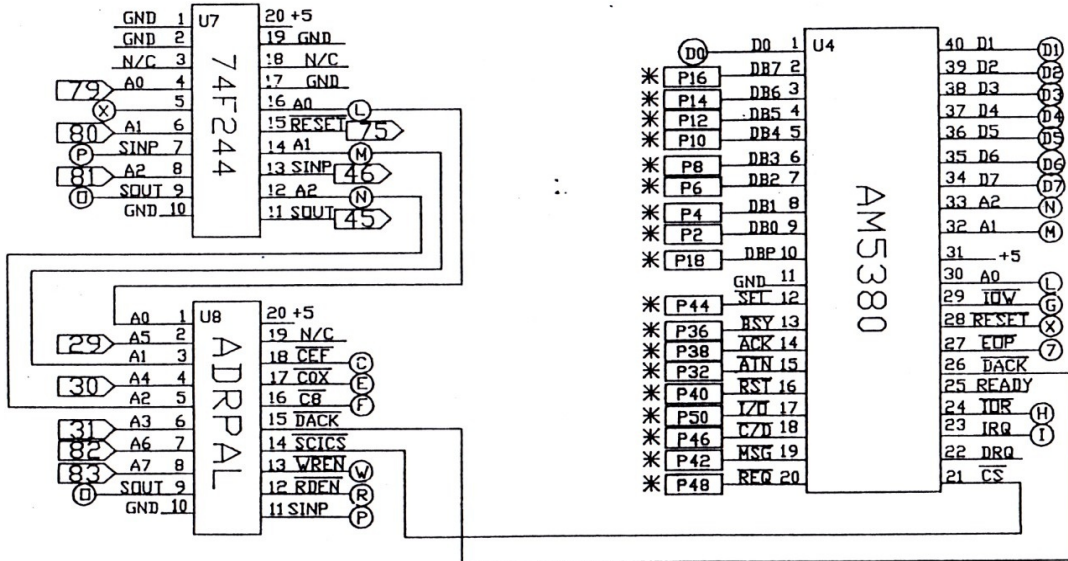 U7
74F244
GND 1
GND 2
N/C 3
79 A0 4
X 5
80 A1 6
P SINP 7
81 A2 8
O SOUT 9
GND 10
20 +5
19 GND
18 N/C
17 GND
16 A0 L
15 RESET 75
14 A1 M
13 SINP 46
12 A2 N
11 SOUT 45
U8
ADRPAL
A0 1
29 A5 2
A1 3
30 A4 4
A2 5
31 A3 6
82 A6 7
83 A7 8
O SOUT 9
GND 10
20 +5
19 N/C
18 CEF C
17 COX E
16 C8 F
15 DACK
14 SCICS
13 WREN W
12 RDEN R
11 SINP P
U4
AM5380
D0 D0 1
* P16 DB7 2
* P14 DB6 3
* P12 DB5 4
* P10 DB4 5
* P8 DB3 6
* P6 DB2 7
* P4 DB1 8
* P2 DB0 9
* P18 DBP 10
GND 11
* P44 SEL 12
* P36 BSY 13
* P38 ACK 14
* P32 ATN 15
* P40 RST 16
* P50 I/O 17
* P46 C/D 18
* P42 MSG 19
* P48 REQ 20
40 D1 D1
39 D2 D2
38 D3 D3
37 D4 D4
36 D5 D5
35 D6 D6
34 D7 D7
33 A2 N
32 A1 M
31 +5
30 A0 L
29 IOW G
28 RESET X
27 EOP 7
26 DACK
25 READY
24 IOR H
23 IRQ I
22 DRQ
21 CS